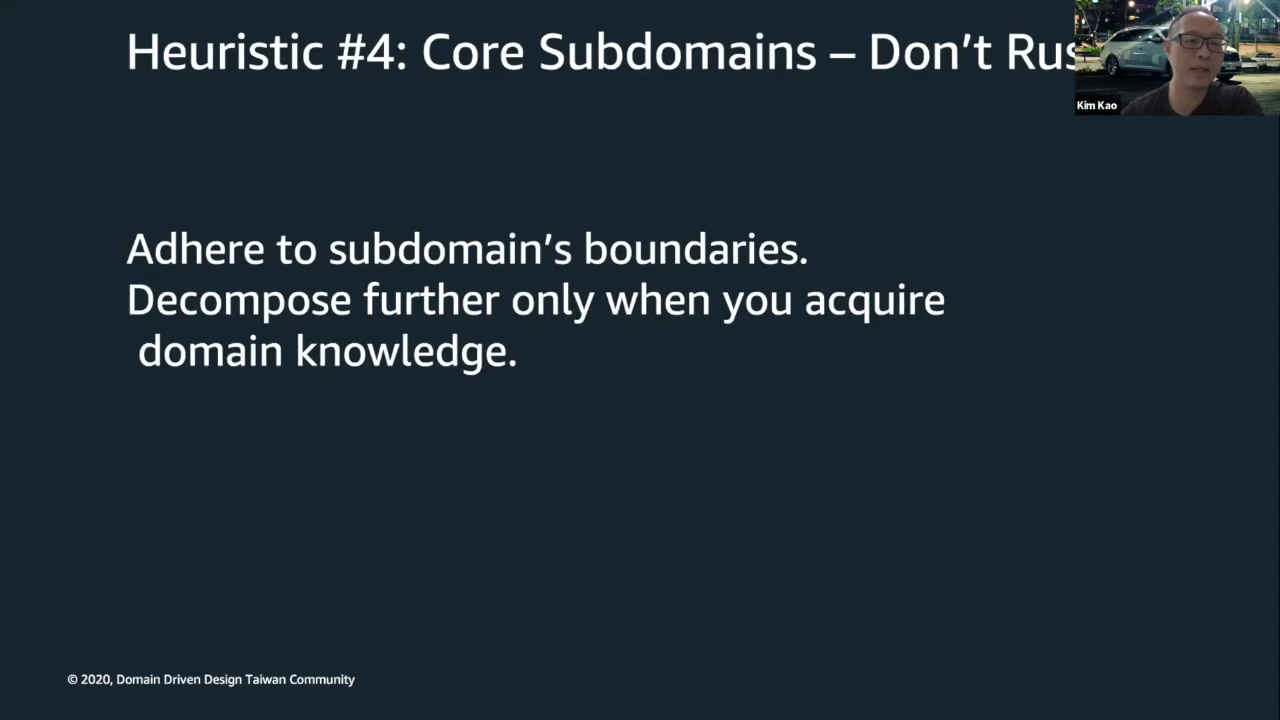 Heuristic #4: Core Subdomains – Don’t
Kim Kao
Adhere to subdomain’s boundaries.
Decompose further only when you acquire
domain knowledge.
© 2020, Domain Driven Design Taiwan Community